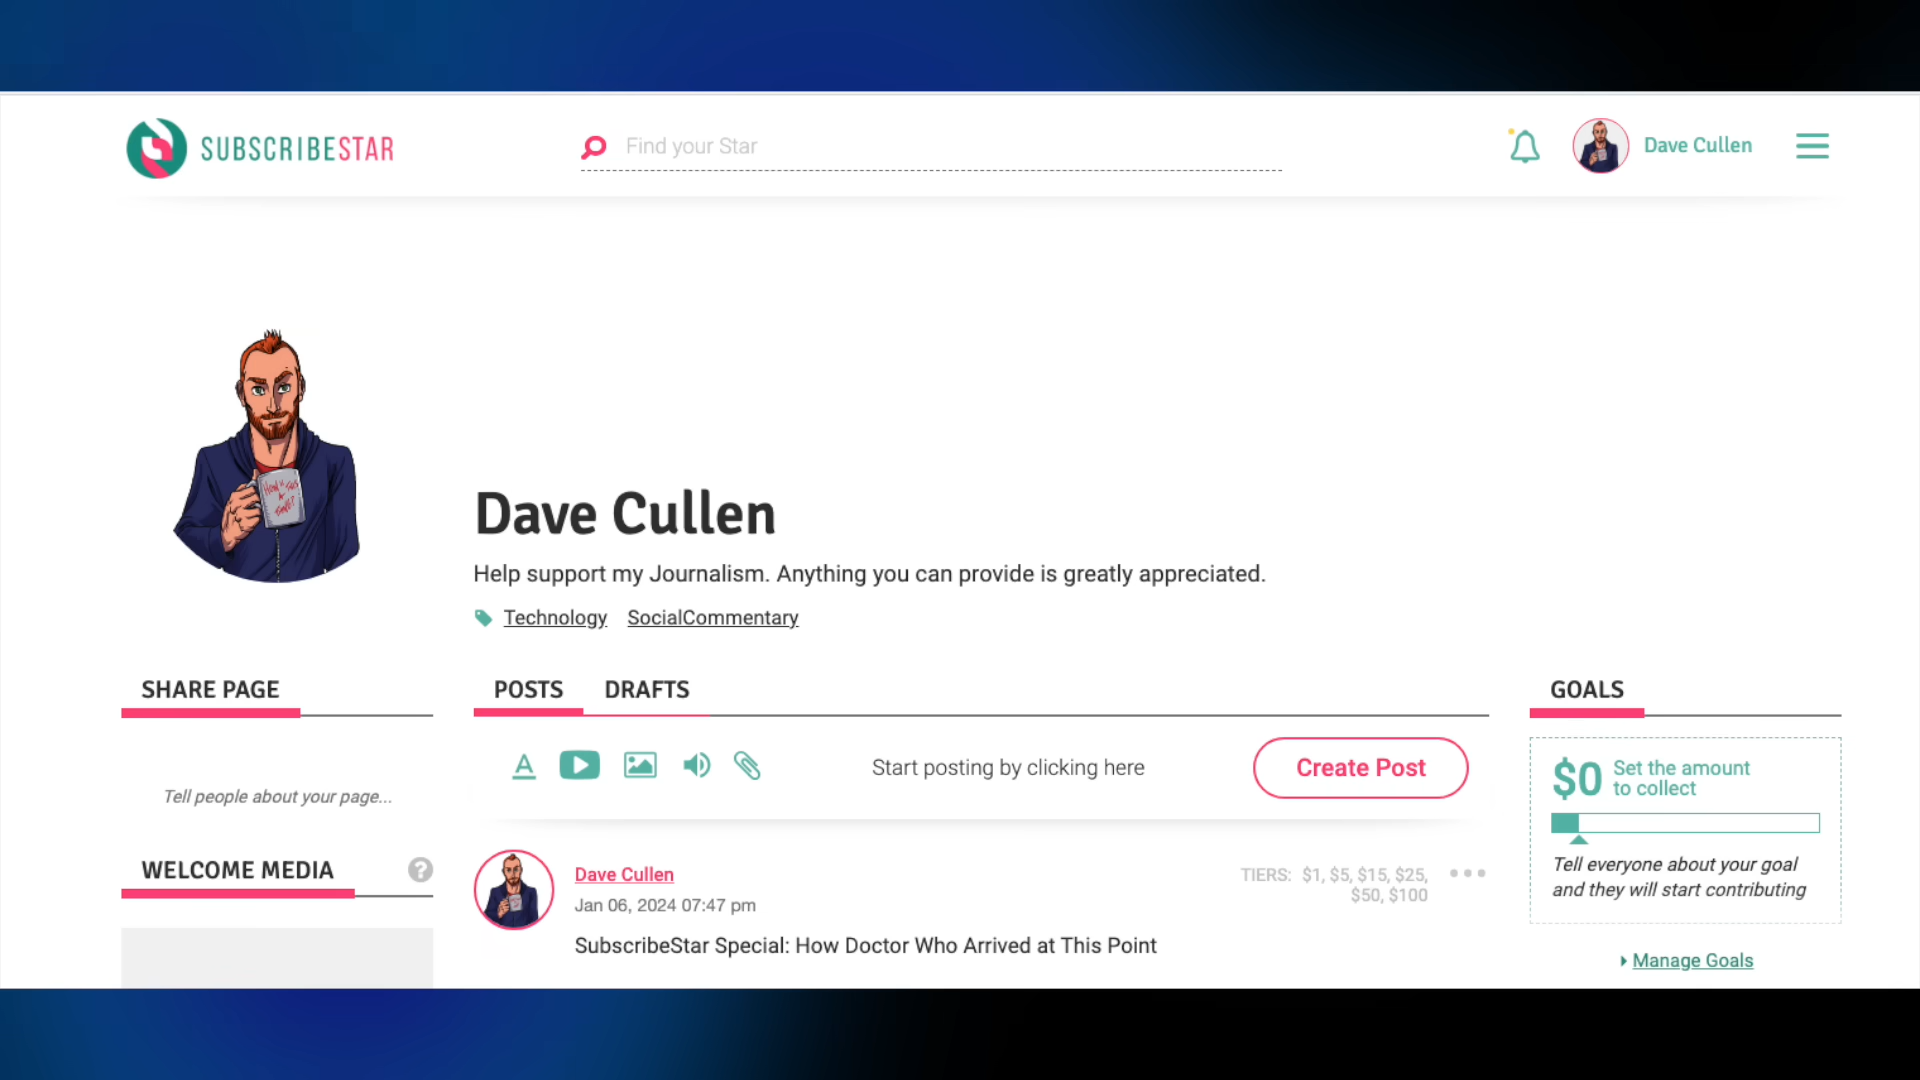 SUBSCRIBESTAR
Find your Star
Dave Cullen
Dave Cullen
Help support my Journalism. Anything you can provide is greatly appreciated.
Technology SocialCommentary
SHARE PAGE
Tell people about your page...
WELCOME MEDIA
?
POSTS DRAFTS
A
Start posting by clicking here
Create Post
Dave Cullen
Jan 06, 2024 07:47 pm
TIERS: $1, $5, $15, $25,
$50, $100
SubscribeStar Special: How Doctor Who Arrived at This Point
GOALS
$0 Set the amount
to collect
Tell everyone about your goal
and they will start contributing
Manage Goals